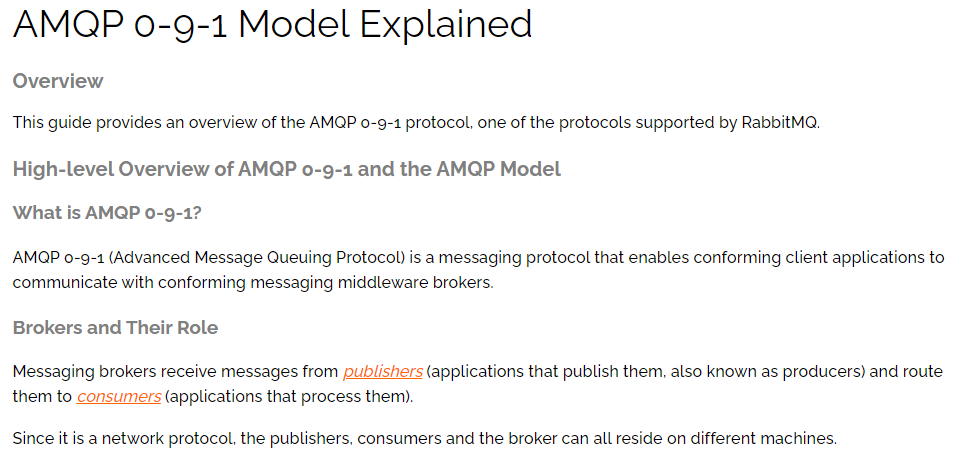 AMQP 0-9-1 Model Explained
Overview
This guide provides an overview of the AMQP 0-9-1 protocol, one of the protocols supported by RabbitMQ.
High-level Overview of AMQP 0-9-1 and the AMQP Model
What is AMQP 0-9-1?
AMQP 0-9-1 (Advanced Message Queuing Protocol) is a messaging protocol that enables conforming client applications to
communicate with conforming messaging middleware brokers.
Brokers and Their Role
Messaging brokers receive messages from publishers (applications that publish them, also known as producers) and route
them to consumers (applications that process them).
Since it is a network protocol, the publishers, consumers and the broker can all reside on different machines.